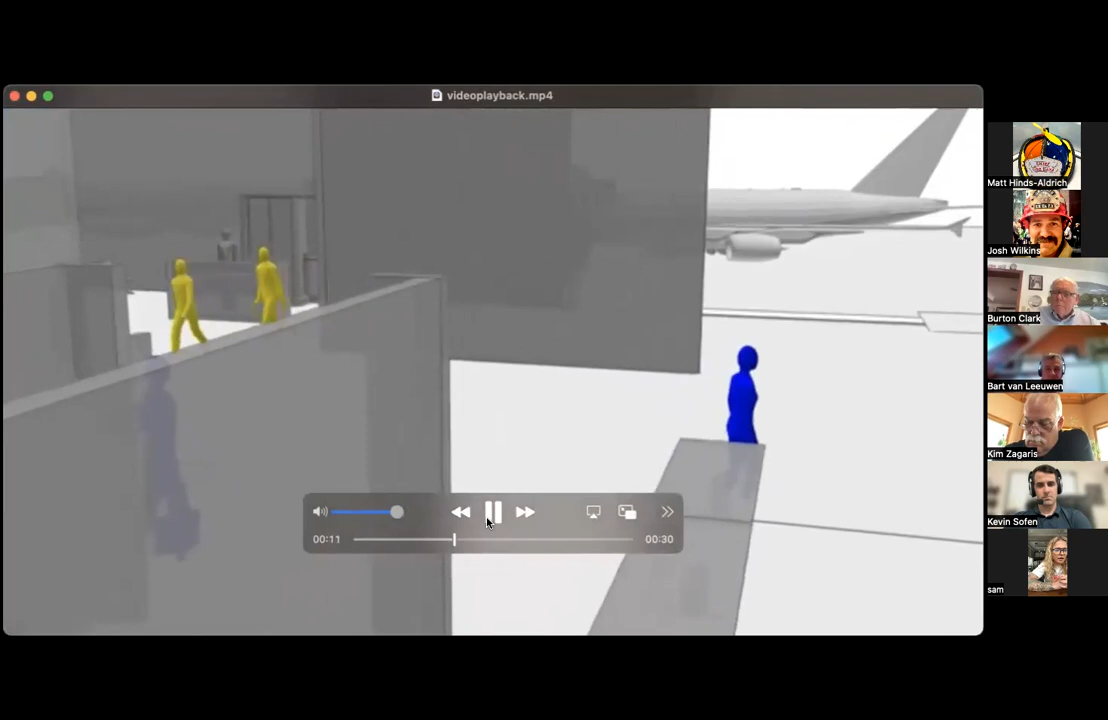 videoplayback.mp4
Matt Hinds-Aldrich
Josh Wilkins
Burton Clark
Bart van Leeuwen
Kim Zagaris
Kevin Sofen
sam
00:11
00:30